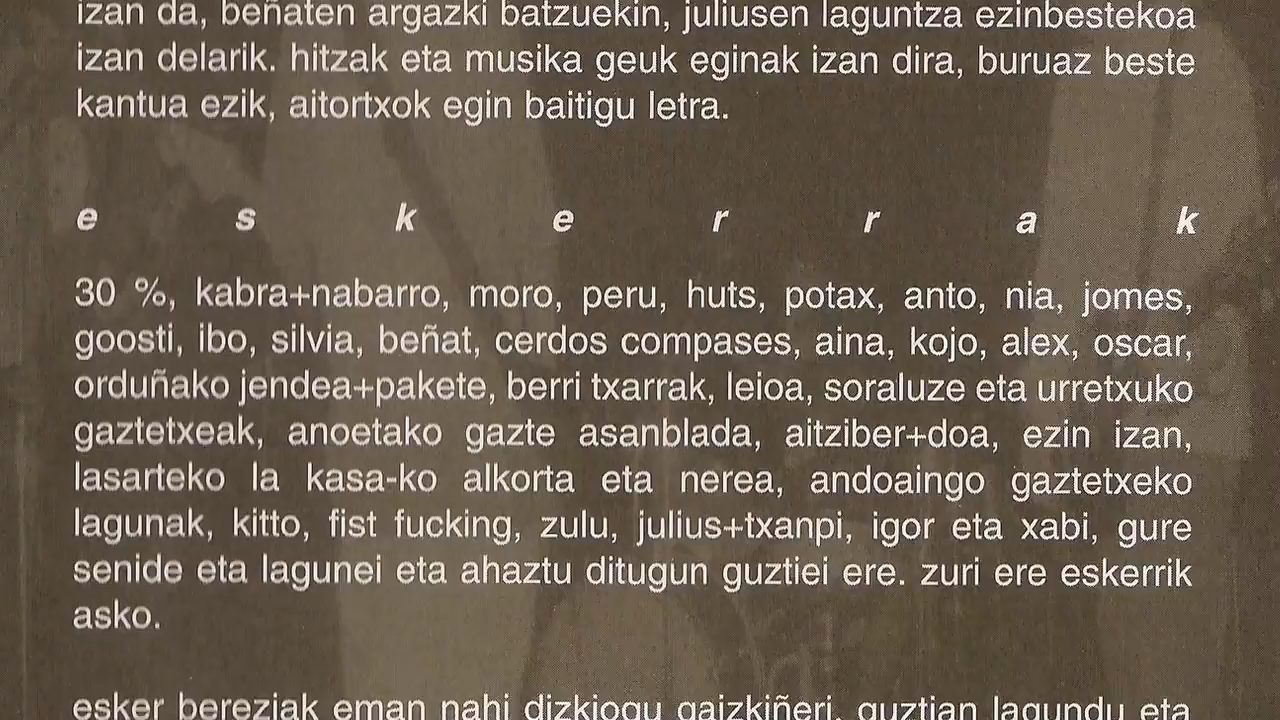 izan da, beñaten argazki batzuekin, juliusen laguntza ezinbestekoa
izan delarik. hitzak eta musika geuk eginak izan dira, buruaz beste
kantua ezik, aitortxok egin baitigu letra.
e s k e r r a k
30 %, kabra+nabarro, moro, peru, huts, potax, anto, nia, jomes,
goosti, ibo, silvia, beñat, cerdos compases, aina, kojo, alex, oscar,
orduñako jendea+pakete, berri txarrak, leioa, soraluze eta urretxuko
gaztetxeak, anoetako gazte asanblada, aitziber+doa, ezin izan,
lasarteko la kasa-ko alkorta eta nerea, andoaingo gaztetxeko
lagunak, kitto, fist fucking, zulu, julius+txanpi, igor eta xabi, gure
senide eta lagunei eta ahaztu ditugun guztiei ere. zuri ere eskerrik
asko.
esker bereziak eman nahi dizkiogu gaizkiñeri, guztian lagundu eta